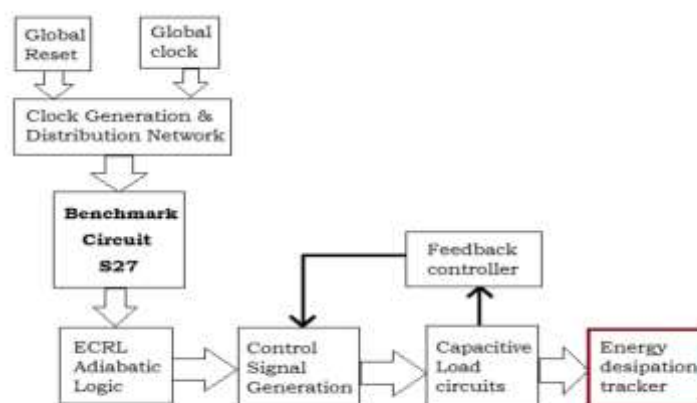 Global
Reset
Global
clock
Clock Generation &
Distribution Network
Benchmark
Circuit
S27
Feedback
controller
ECRL
Adiabatic
Logic
Control
Signal
Generation
Capacitive
Load
circuits
Energy
desipation
tracker